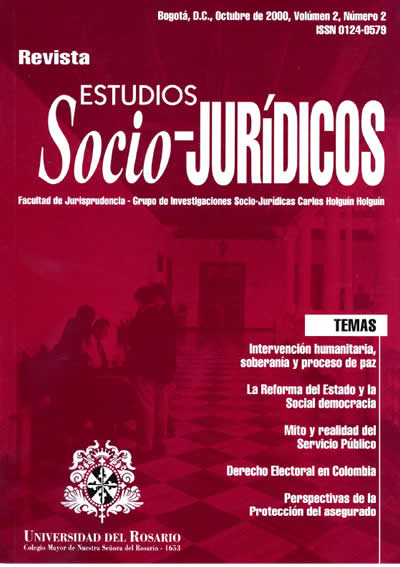 Bogotá, D.C., Octubre de 2000, Volúmen 2, Número 2
ISSN 0124-0579
Revista
ESTUDIOS
Socio-JURÍDICOS
Facultad de Jurisprudencia - Grupo de Investigaciones Socio-Jurídicas Carlos Holguín Holguín
TEMAS
Intervención humanitaria,
soberanía y proceso de paz
La Reforma del Estado y la
Social democracia
Mito y realidad del
Servicio Público
Derecho Electoral en Colombia
Perspectivas de la
Protección del asegurado
UNIVERSIDAD DEL ROSARIO
Colegio Mayor de Nuestra Señora del Rosario - 1653